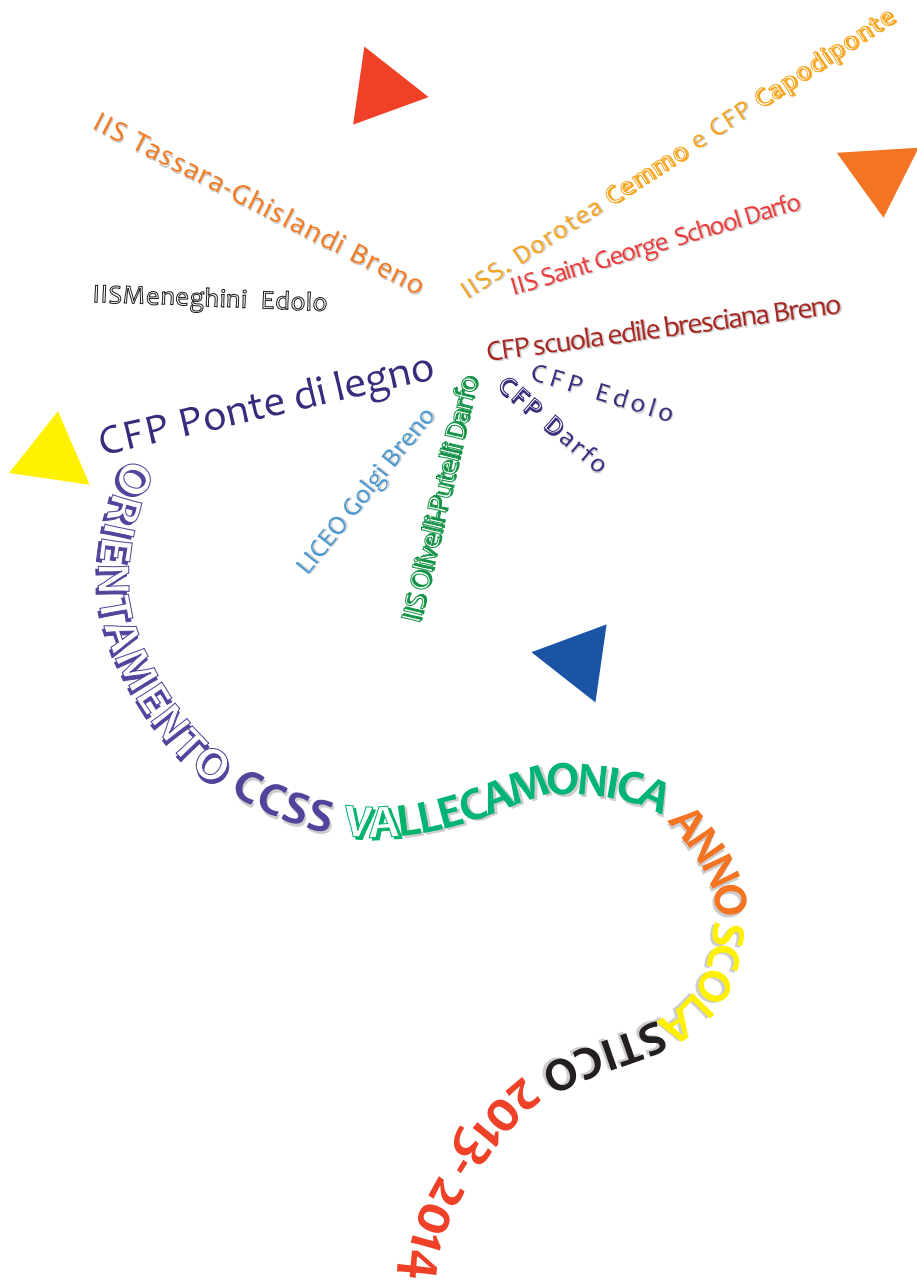 IISS. Dorotea Cemmo e CFP Capodiponte
IIS Tassara-Ghislandi Breno
IIS Saint George School Darfo
IISMeneghini Edolo
CFP scuola edile bresciana Breno
CFP Ponte di legno
CFP Edolo
CFP Darfo
LICEO Golgi Breno
IIS Olivelli-Putelli Darfo
ORIENTAMENTO CCSS VALLECAMONICA ANNO SCOLASTICO 2013-2014